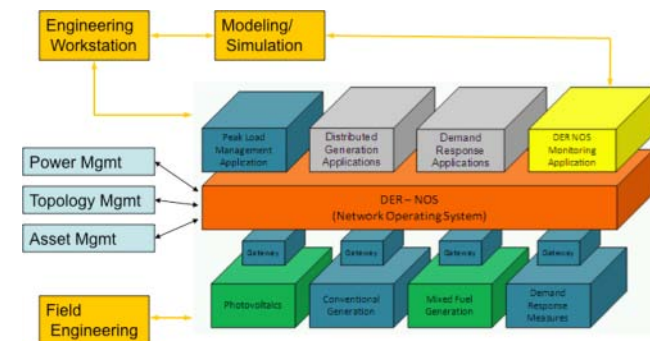 Engineering
Workstation
Modeling/
Simulation
Peak Load
Management
Application
Distributed
Generation
Applications
Demand
Response
Applications
DER NOS
Monitoring
Application
Power Mgmt
Topology Mgmt
Asset Mgmt
DER – NOS
(Network Operating System)
Gateway
Gateway
Gateway
Gateway
Photovoltaics
Conventional
Generation
Mixed Fuel
Generation
Demand
Response
Measures
Field
Engineering